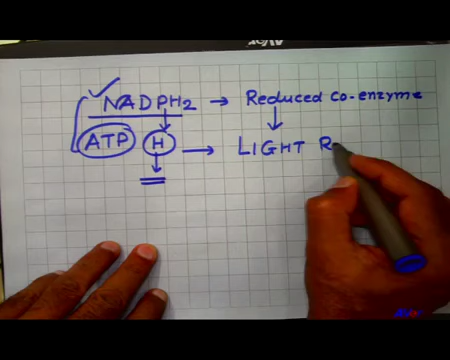 NADPH2 → Reduced co-enzyme
ATP H → LIGHT R